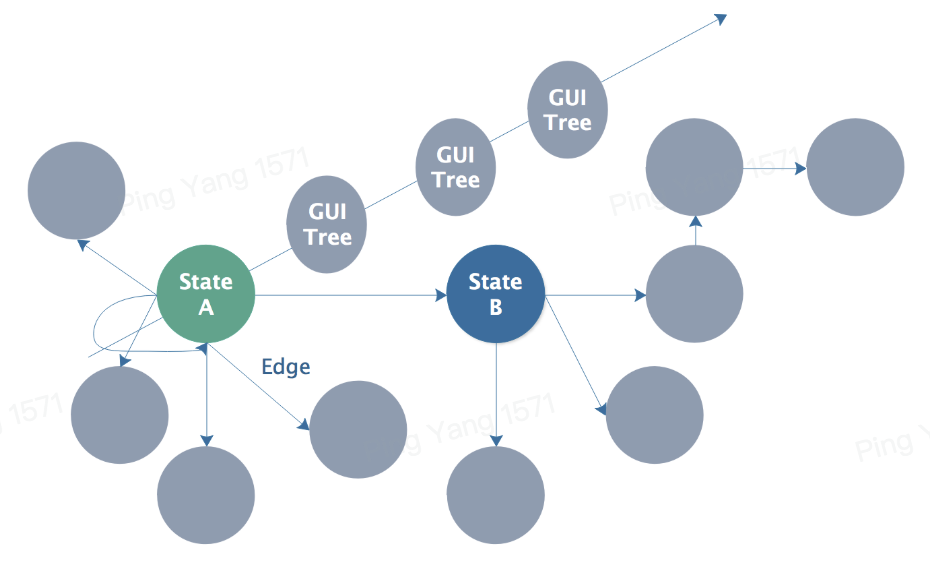 GUI
Tree
GUI
Tree
GUI
Tree
State
A
State
B
Edge
Ping Yang 1571
Ping Yang 1571
1571
Ping Yang 1571
Ping Y